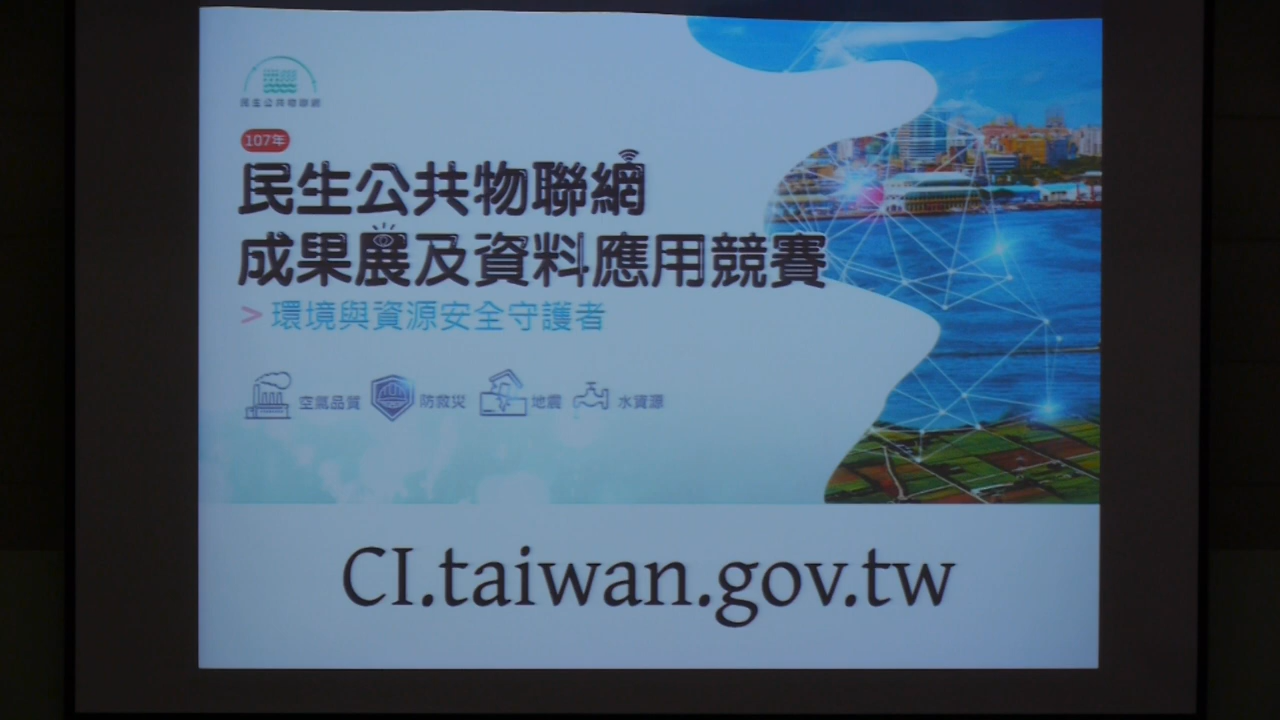 民生公共物聯網
107年
民生公共物聯網
成果展及資料應用競賽
> 環境與資源安全守護者
空氣品質 防救災 地震 水資源
CI.taiwan.gov.tw